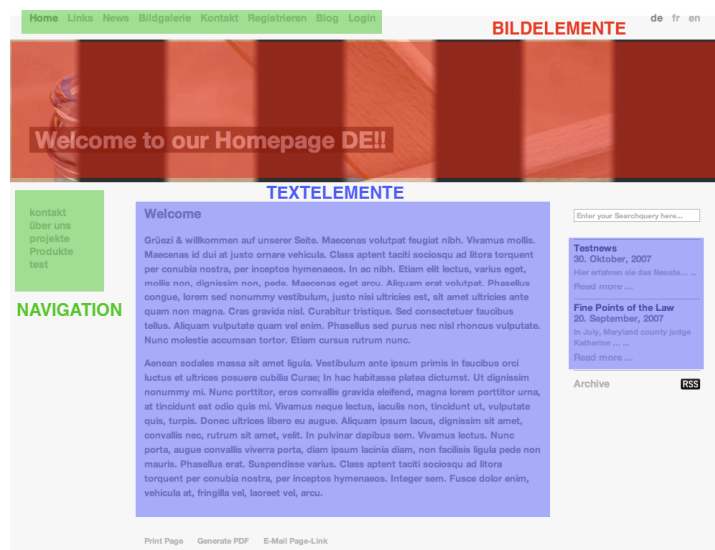 Home Links News Bildgalerie Kontakt Registrieren Blog Login
de fr en
BILDELEMENTE
Welcome to our Homepage DE!!
TEXTELEMENTE
kontakt
über uns
projekte
Produkte
test
NAVIGATION
Welcome
Grüezi & willkommen auf unserer Seite. Maecenas volutpat feugiat nibh. Vivamus mollis.
Maecenas id dui at justo ornare vehicula. Class aptent taciti sociosqu ad litora torquent
per conubia nostra, per inceptos hymenaeos. In ac nibh. Etiam elit lectus, varius eget,
mollis non, dignissim non, pede. Maecenas eget arcu. Aliquam erat volutpat. Phasellus
congue, lorem sed nonummy vestibulum, justo nisi ultricies est, sit amet ultricies ante
quam non magna. Cras gravida nisl. Curabitur tristique. Sed consectetuer faucibus
tellus. Aliquam vulputate quam vel enim. Phasellus sed purus nec nisl rhoncus vulputate.
Nunc molestie accumsan tortor. Etiam cursus rutrum nunc.
Aenean sodales massa sit amet ligula. Vestibulum ante ipsum primis in faucibus orci
luctus et ultrices posuere cubilia Curae; In hac habitasse platea dictumst. Ut dignissim
nonummy mi. Nunc porttitor, eros convallis gravida eleifend, magna lorem porttitor urna,
at tincidunt est odio quis mi. Vivamus neque lectus, iaculis non, tincidunt ut, vulputate
quis, turpis. Donec ultrices libero eu augue. Aliquam ipsum lacus, dignissim sit amet,
convallis nec, rutrum sit amet, velit. In pulvinar dapibus sem. Vivamus lectus. Nunc
porta, augue convallis viverra porta, diam ipsum lacinia diam, non facilisis ligula pede non
mauris. Phasellus erat. Suspendisse varius. Class aptent taciti sociosqu ad litora
torquent per conubia nostra, per inceptos hymenaeos. Integer sem. Fusce dolor enim,
vehicula at, fringilla vel, laoreet vel, arcu.
Enter your Searchquery here...
Testnews
30. Oktober, 2007
Hier erfahren sie das Neuste... ...
Read more ...
Fine Points of the Law
20. September, 2007
In July, Maryland county judge
Katherine ... ...
Read more ...
Archive RSS
Print Page Generate PDF E-Mail Page-Link